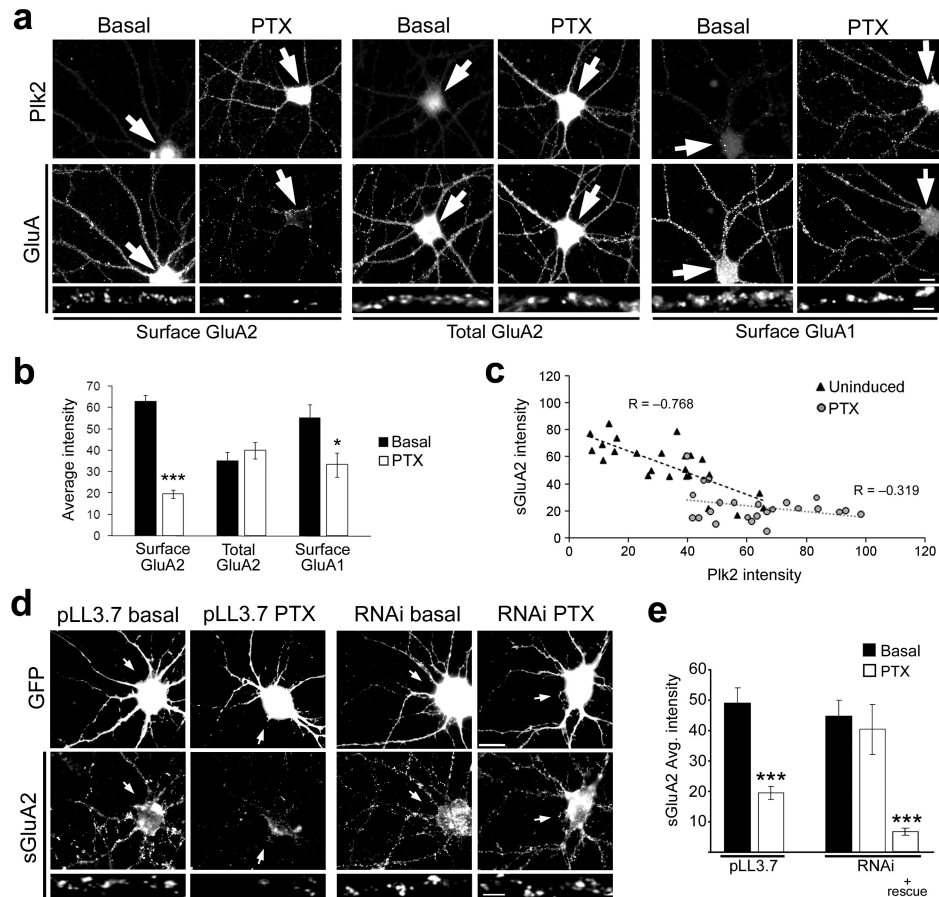 a
Basal PTX Basal PTX Basal PTX
Plk2
GluA
Surface GluA2 Total GluA2 Surface GluA1
b
Average intensity
70
60
50
40
30
20
10
0
***
*
Basal
PTX
Surface GluA2
Total GluA2
Surface GluA1
c
sGluA2 intensity
120
100
80
60
40
20
0
R = –0.768
Uninduced
PTX
R = –0.319
0 20 40 60 80 100 120
Plk2 intensity
d
pLL3.7 basal pLL3.7 PTX RNAi basal RNAi PTX
GFP
sGluA2
e
Basal
PTX
sGluA2 Avg. intensity
50
40
30
20
10
***
***
pLL3.7 RNAi
+
rescue